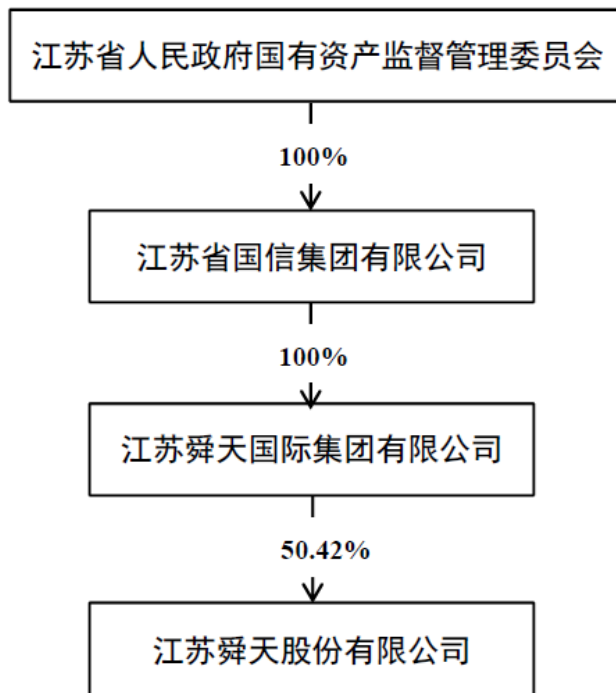 江苏省人民政府国有资产监督管理委员会
100%
江苏省国信集团有限公司
100%
江苏舜天国际集团有限公司
50.42%
江苏舜天股份有限公司